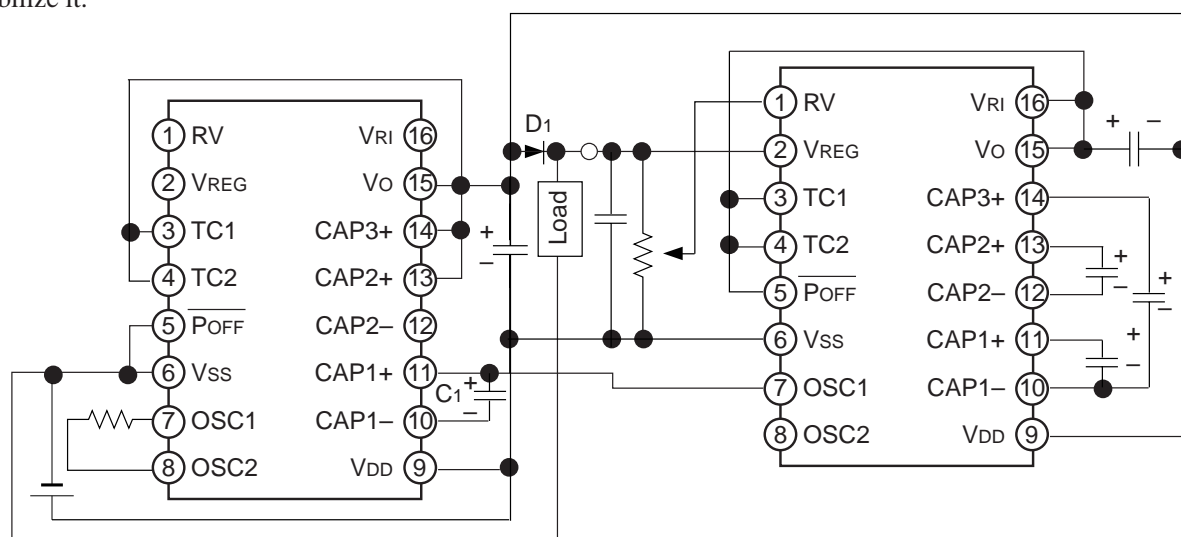 bilize it.
1 RV
2 VREG
3 TC1
4 TC2
5 POFF
6 VSS
7 OSC1
8 OSC2
VRI 16
VO 15
CAP3+ 14
CAP2+ 13
CAP2– 12
CAP1+ 11
CAP1– 10
VDD 9
+
–
C1 +
–
D1
Load
1 RV
2 VREG
3 TC1
4 TC2
5 POFF
6 VSS
7 OSC1
8 OSC2
VRI 16
VO 15
CAP3+ 14
CAP2+ 13
CAP2– 12
CAP1+ 11
CAP1– 10
VDD 9
+ –
+
–
+
–
+
–